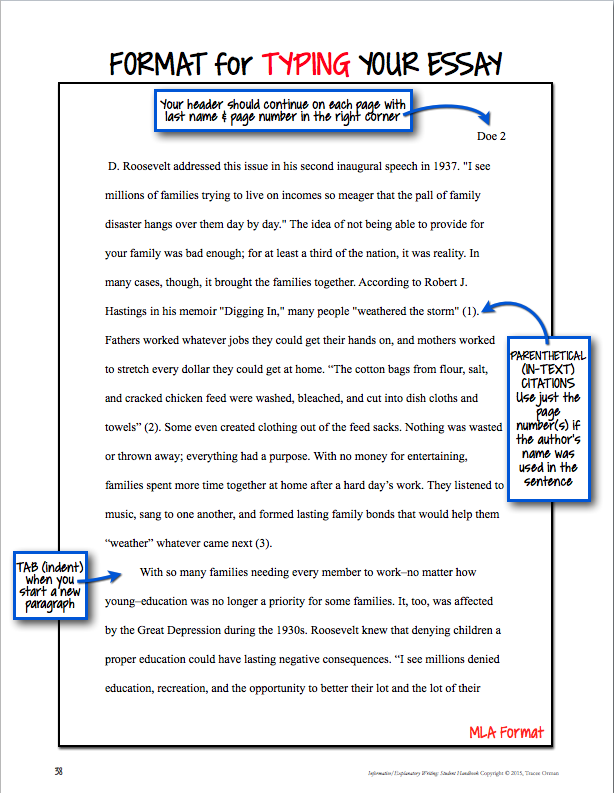 FORMAT for TYPING YOUR ESSAY
Your header should continue on each page with
last name & page number in the right corner
Doe 2
D. Roosevelt addressed this issue in his second inaugural speech in 1937. "I see
millions of families trying to live on incomes so meager that the pall of family
disaster hangs over them day by day." The idea of not being able to provide for
your family was bad enough; for at least a third of the nation, it was reality. In
many cases, though, it brought the families together. According to Robert J.
Hastings in his memoir "Digging In," many people "weathered the storm" (1).
Fathers worked whatever jobs they could get their hands on, and mothers worked
to stretch every dollar they could get at home. “The cotton bags from flour, salt,
and cracked chicken feed were washed, bleached, and cut into dish cloths and
towels” (2). Some even created clothing out of the feed sacks. Nothing was wasted
or thrown away; everything had a purpose. With no money for entertaining,
families spent more time together at home after a hard day’s work. They listened to
music, sang to one another, and formed lasting family bonds that would help them
“weather” whatever came next (3).
PARENTHETICAL
(IN-TEXT)
CITATIONS
Use just the
page
number(s) if
the author's
name was
used in the
sentence
TAB (indent)
when you
start a new
paragraph
With so many families needing every member to work–no matter how
young–education was no longer a priority for some families. It, too, was affected
by the Great Depression during the 1930s. Roosevelt knew that denying children a
proper education could have lasting negative consequences. “I see millions denied
education, recreation, and the opportunity to better their lot and the lot of their
MLA Format
38
Informative/Explanatory Writing: Student Handbook Copyright © 2015, Tracee Orman